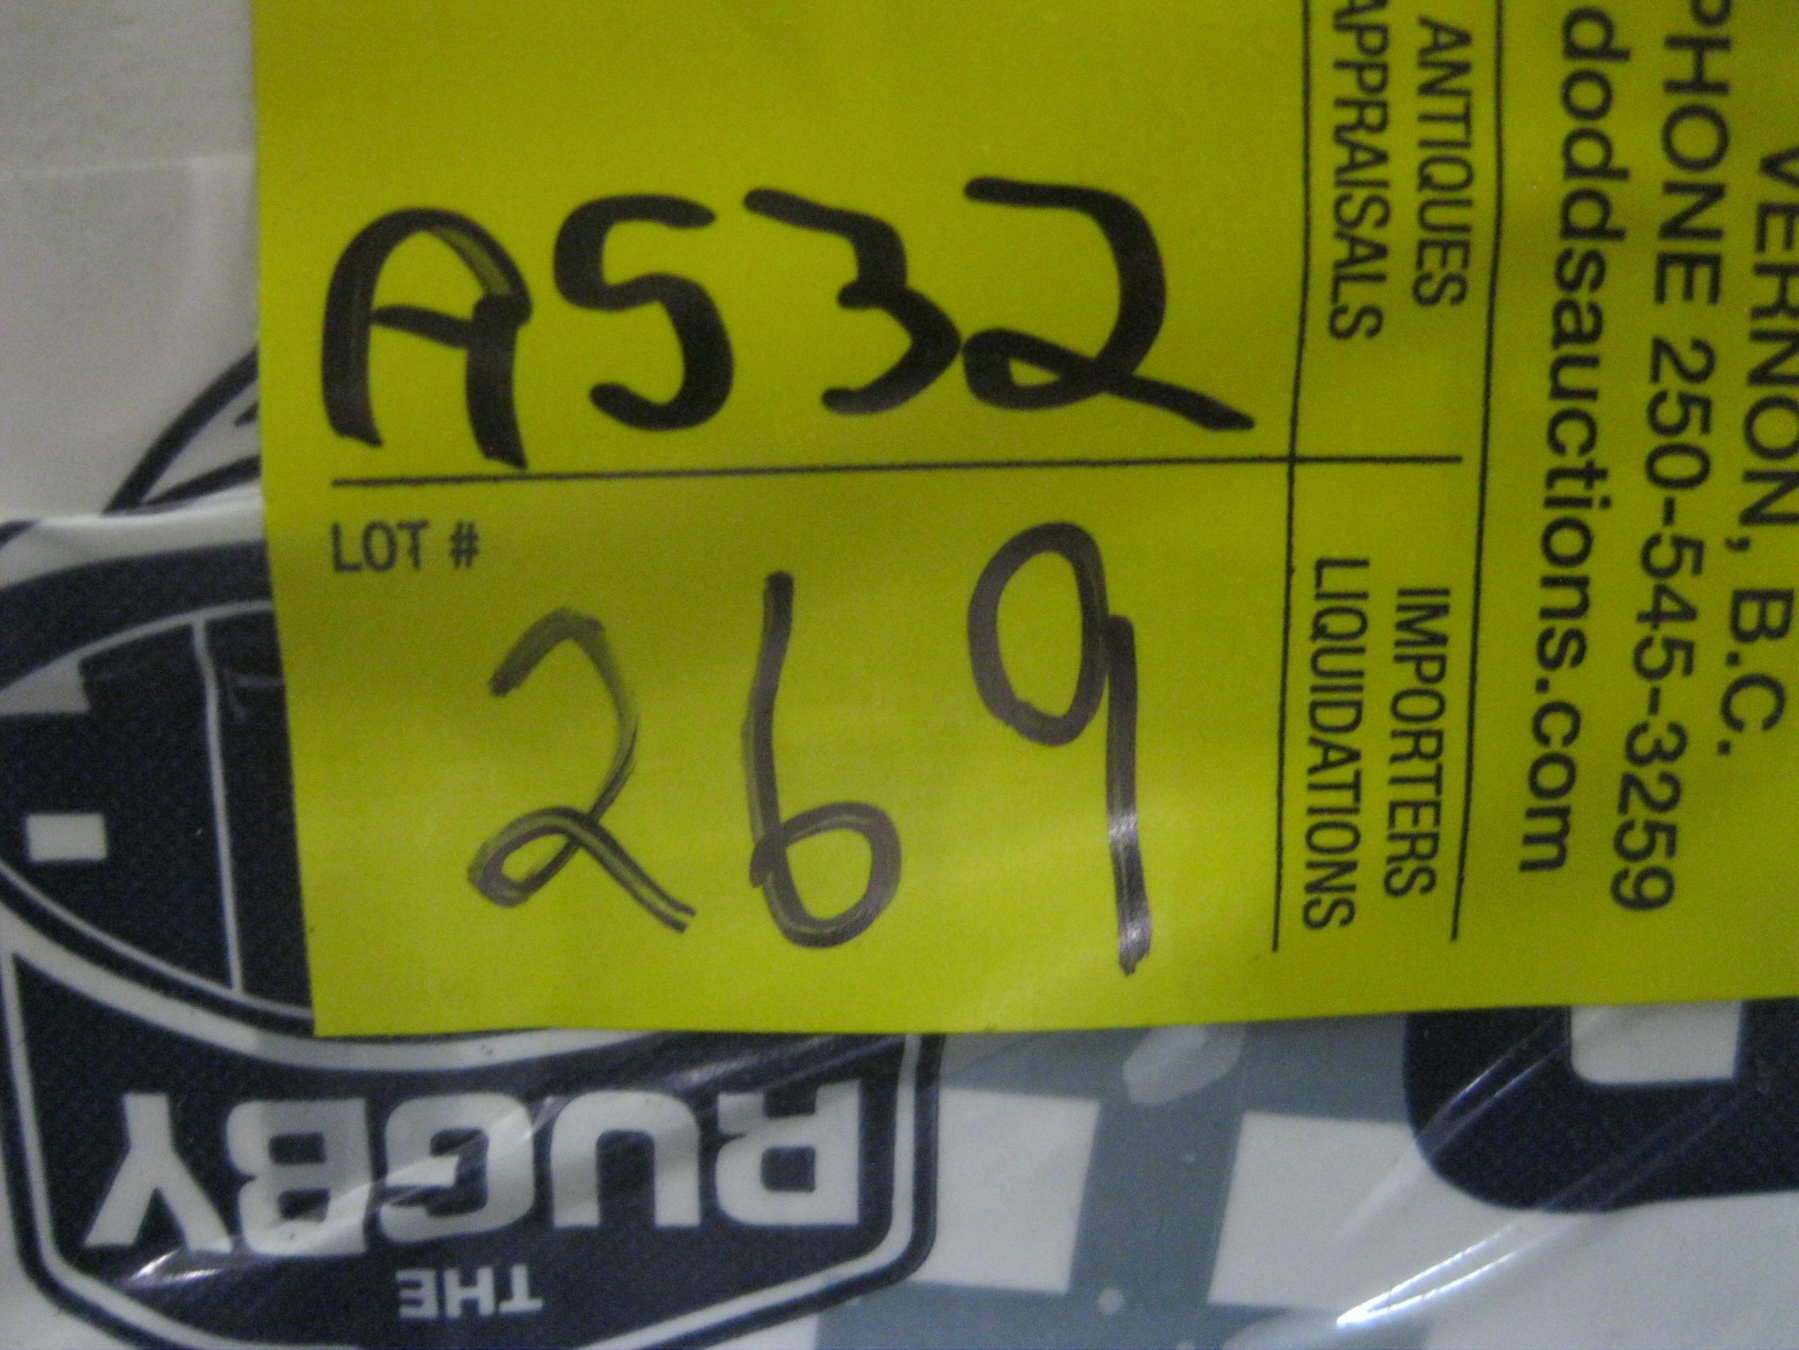 A532
LOT #
269
VERNON, B.C.
PHONE 250-545-3259
doddsauctions.com
ANTIQUES
APPRAISALS
IMPORTERS
LIQUIDATIONS
THE
RUGBY